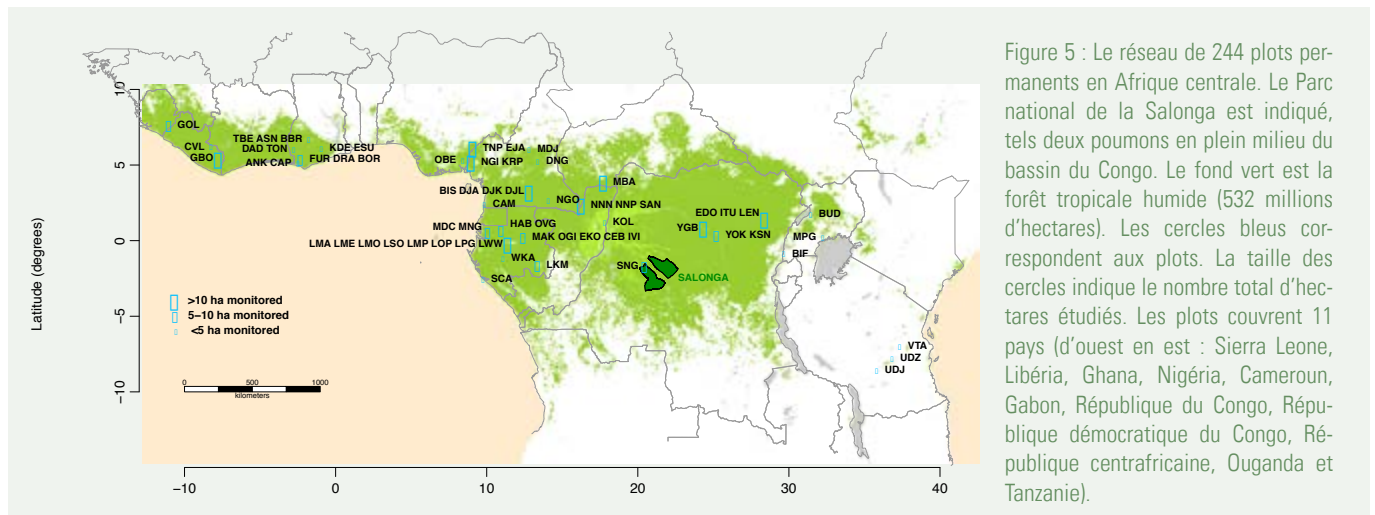 10
5
0
−5
−10
Latitude (degrees)
GOL
CVL
GBO
TBE ASN BBR
DAD TON
ANK CAP
KDE ESU
FUR DRA BOR
OBE
TNP EJA
NGI KRP
MDJ
DNG
BIS DJA DJK DJL
CAM
NGO
MBA
NNN NNP SAN
MDC MNG
HAB OVG
KOL
MAK OGI EKO CEB IVI
LMA LME LMO LSO LMP LOP LPG LWW
WKA
LKM
SCA
EDO ITU LEN
YGB
YOK KSN
BUD
MPG
BIF
SNG
SALONGA
VTA
UDZ
UDJ
>10 ha monitored
5−10 ha monitored
<5 ha monitored
0 500 1000
kilometers
−10 0 10 20 30 40
Figure 5 : Le réseau de 244 plots per-
manents en Afrique centrale. Le Parc
national de la Salonga est indiqué,
tels deux poumons en plein milieu du
bassin du Congo. Le fond vert est la
forêt tropicale humide (532 millions
d’hectares). Les cercles bleus cor-
respondent aux plots. La taille des
cercles indique le nombre total d’hec-
tares étudiés. Les plots couvrent 11
pays (d’ouest en est : Sierra Leone,
Libéria, Ghana, Nigéria, Cameroun,
Gabon, République du Congo, Répu-
blique démocratique du Congo, Ré-
publique centrafricaine, Ouganda et
Tanzanie).